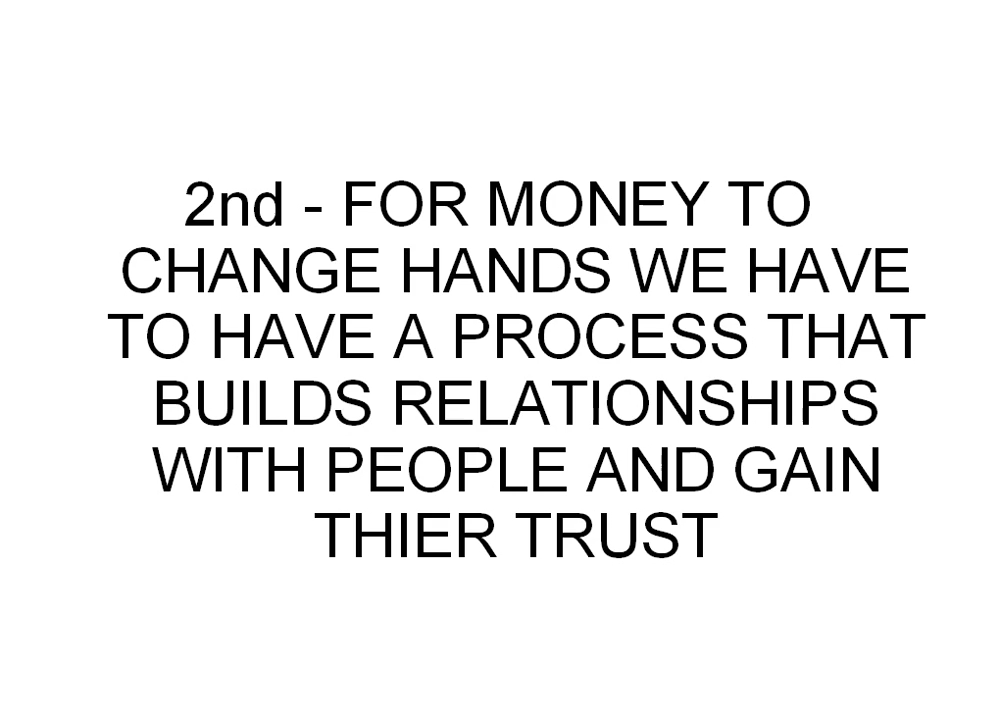 2nd - FOR MONEY TO
CHANGE HANDS WE HAVE
TO HAVE A PROCESS THAT
BUILDS RELATIONSHIPS
WITH PEOPLE AND GAIN
THIER TRUST